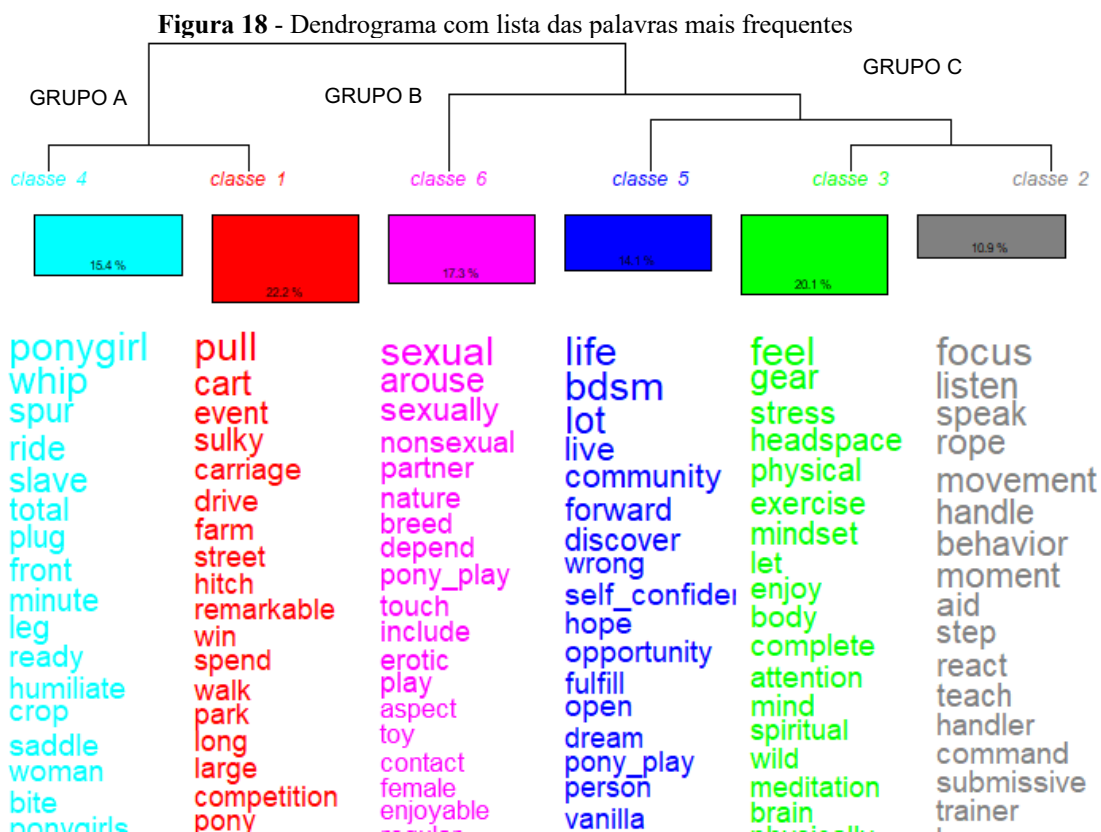 Figura 18 - Dendrograma com lista das palavras mais frequentes
GRUPO C
GRUPO A
GRUPO B
classe 4
classe 1
classe 6
classe 5
classe 3
classe 2
15.4 %
22.2 %
17.3 %
14.1 %
20.1 %
10.9 %
ponygirl
whip
spur
ride
slave
total
plug
front
minute
leg
ready
humiliate
crop
saddle
woman
bite
ponygirls
pull
cart
event
sulky
carriage
drive
farm
street
hitch
remarkable
win
spend
walk
park
long
large
competition
pony
sexual
arouse
sexually
nonsexual
partner
nature
breed
depend
pony_play
touch
include
erotic
play
aspect
toy
contact
female
enjoyable
regular
life
bdsm
lot
live
community
forward
discover
wrong
self_confider
hope
opportunity
fulfill
open
dream
pony_play
person
vanilla
feel
gear
stress
headspace
physical
exercise
mindset
let
enjoy
body
complete
attention
mind
spiritual
wild
meditation
brain
physically
focus
listen
speak
rope
movement
handle
behavior
moment
aid
step
react
teach
handler
command
submissive
trainer